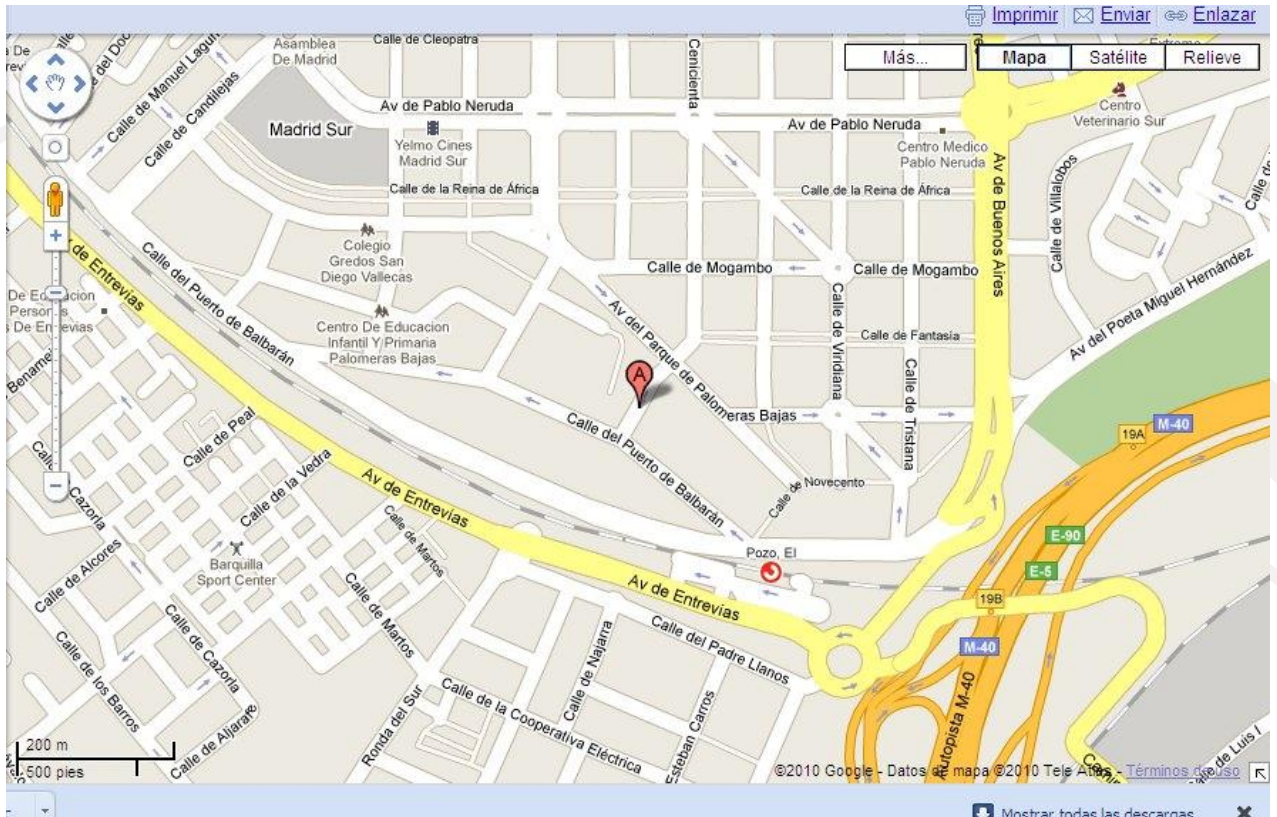 Imprimir Enviar Enlazar
Más... Mapa Satélite Relieve
Asamblea
De Madrid
Calle de Cleopatra
Cenicienta
Calle de Manuel Lagun
Calle de Candilejas
Av de Pablo Neruda
Madrid Sur
Yelmo Cines
Madrid Sur
Av de Pablo Neruda
Centro
Veterinario Sur
Centro Medico
Pablo Neruda
Av de Buenos Aires
Calle de Villalobos
Calle de la Reina de África
Calle de la Reina de África
Colegio
Gredos San
Diego Vallecas
Calle de Mogambo
Calle de Mogambo
Av del Poeta Miguel Hernández
de Entrevias
Calle del Puerto de Balbarán
Centro De Educacion
Infantil Y Primaria
Palomeras Bajas
Av del Parque de Palomeras Bajas
Calle de Viridiana
Calle de Fantasía
Calle de Tristana
A
Calle de Peal
Calle del Puerto de Balbarán
Calle de la Vedra
Av de Entrevias
Calle de Novecento
19A
M-40
Cazorla
Calle de Alcores
Barquilla
Sport Center
Calle de Martos
Pozo, El
E-90
E-5
19B
M-40
Av de Entrevias
Calle de Martos
Calle del Padre Llanos
Calle de Najarra
Calle de Cazorla
Calle de los Barros
Calle de Aljarafe
Ronda del Sur
Calle de la Cooperativa Eléctrica
Esteban Carros
Autopista M-40
de Luis I
200 m
500 pies
©2010 Google - Datos de mapa ©2010 Tele Atlas - Términos de uso
Mostrar todas las descargas